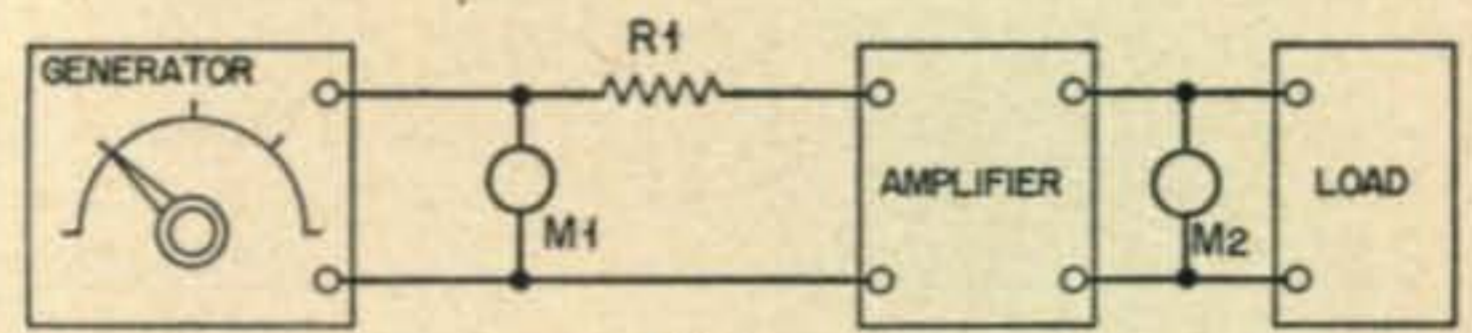 R1
GENERATOR
AMPLIFIER
LOAD
M1
M2